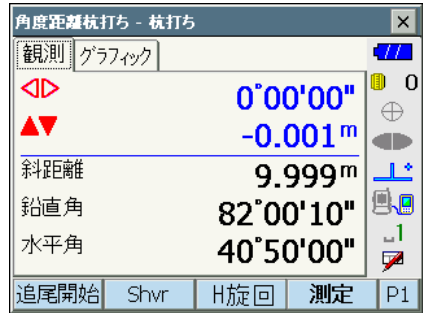 角度距離杭打ち - 杭打ち
観測 グラフィック
0°00'00"
-0.001m
0
斜距離 9.999m
鉛直角 82°00'10"
水平角 40°50'00"
1
追尾開始 Shvr H旋回 測定 P1